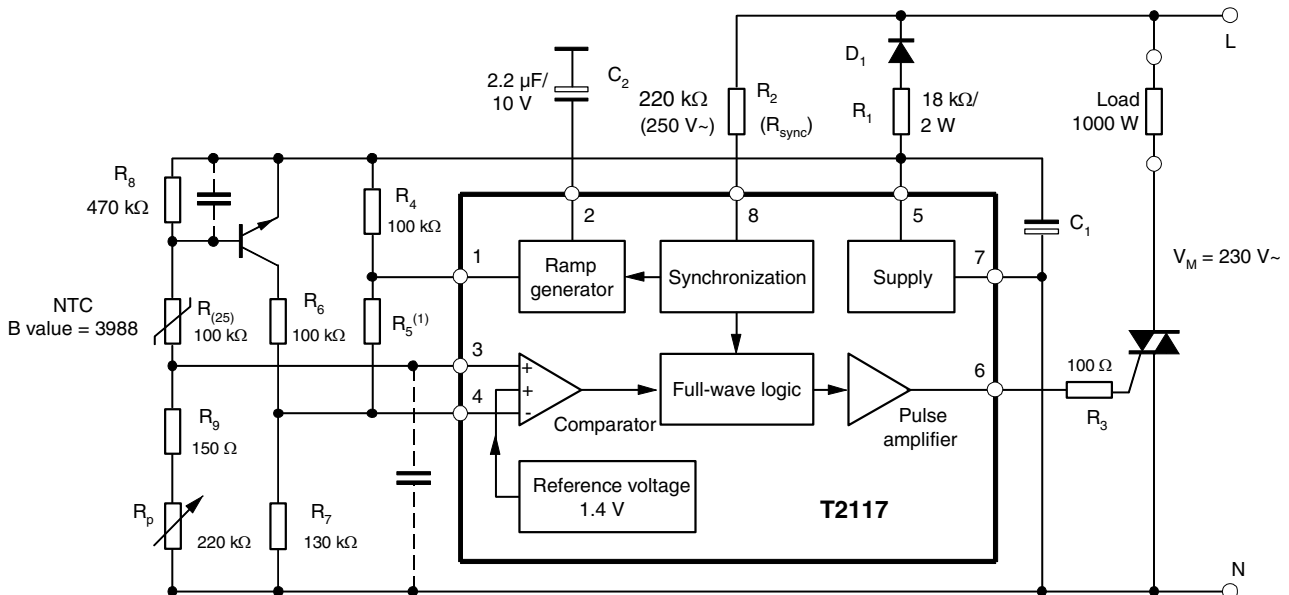 L
D₁
2.2 µF/
10 V
C₂
220 kΩ
(250 V~)
R₂
(Rsync)
R₁
18 kΩ/
2 W
Load
1000 W
R₈
470 kΩ
R₄
100 kΩ
2
8
5
C₁
1
Ramp
generator
Synchronization
Supply
7
V_M = 230 V~
NTC
B value = 3988
R(25)
100 kΩ
R₆
100 kΩ
R₅⁽¹⁾
3
4
+
+
-
Comparator
Full-wave logic
Pulse
amplifier
6
100 Ω
R₃
R₉
150 Ω
Reference voltage
1.4 V
T2117
Rp
220 kΩ
R₇
130 kΩ
N